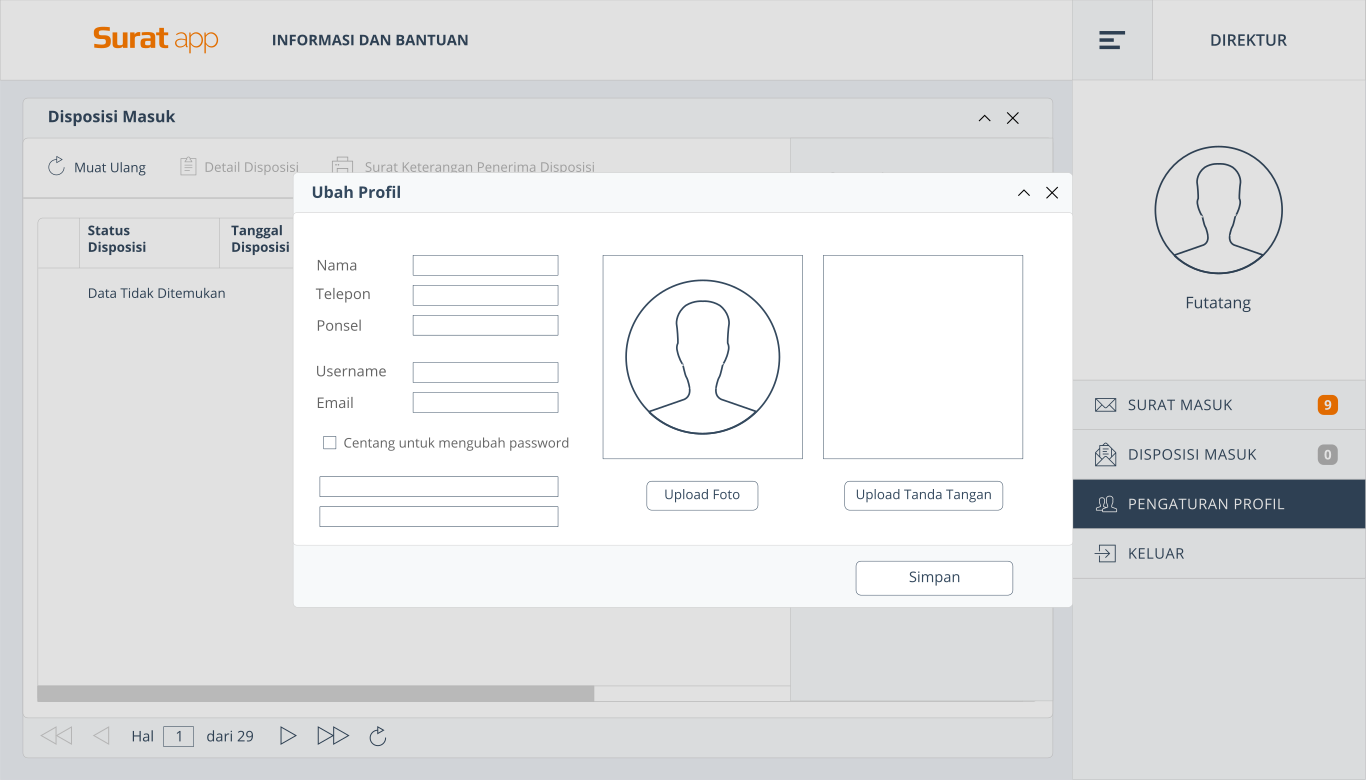 Surat app
INFORMASI DAN BANTUAN
DIREKTUR
Disposisi Masuk
Muat Ulang
Detail Disposisi
Surat Keterangan Penerima Disposisi
Status
Disposisi
Tanggal
Disposisi
Data Tidak Ditemukan
Ubah Profil
Nama
Telepon
Ponsel
Username
Email
Centang untuk mengubah password
Upload Foto
Upload Tanda Tangan
Simpan
Hal 1 dari 29
Futatang
SURAT MASUK 9
DISPOSISI MASUK 0
PENGATURAN PROFIL
KELUAR